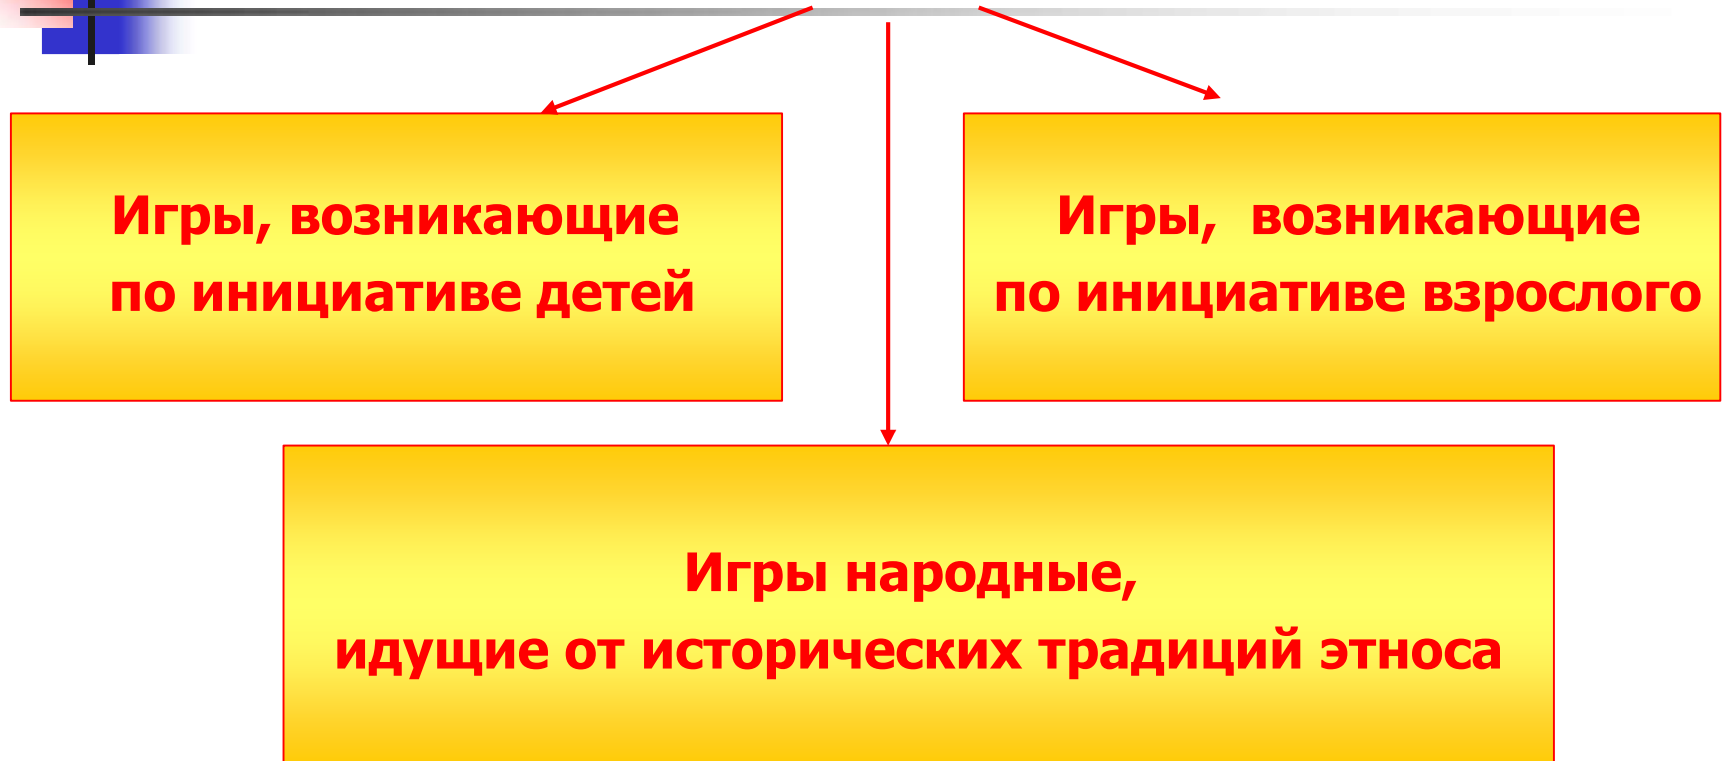 Игры, возникающие
по инициативе детей
Игры, возникающие
по инициативе взрослого
Игры народные,
идущие от исторических традиций этноса